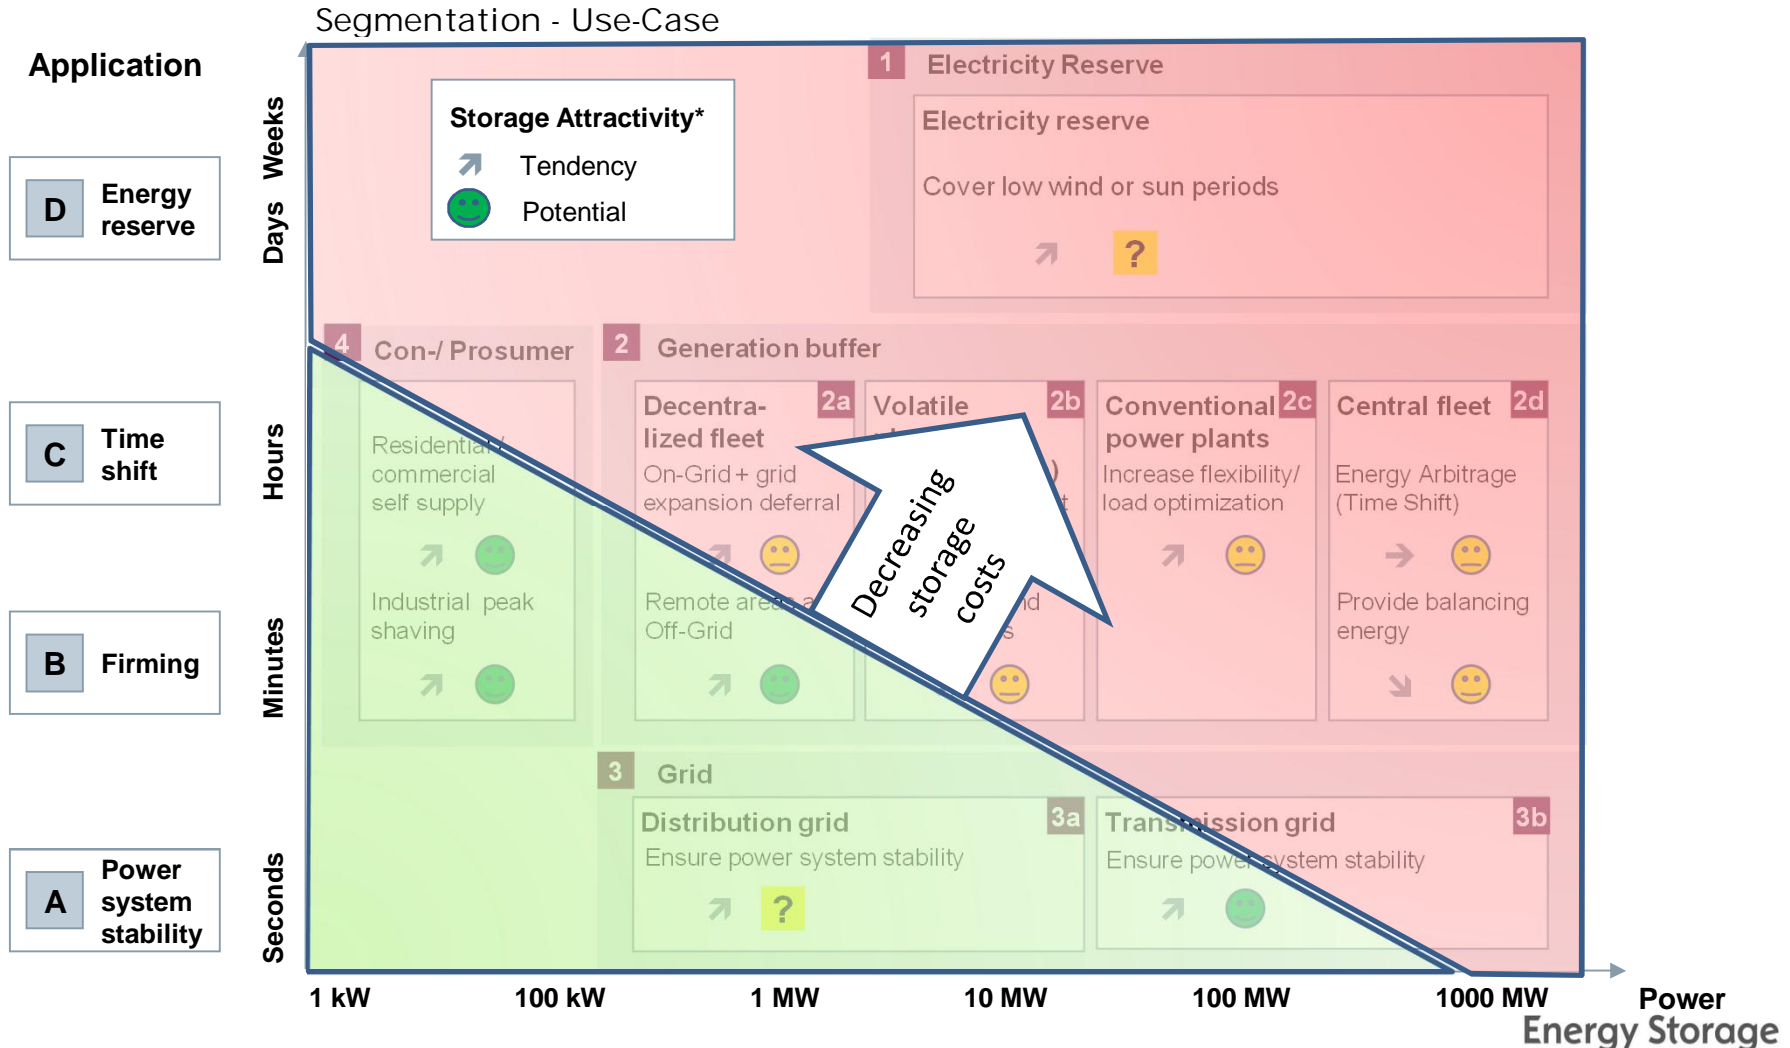 Segmentation - Use-Case
Application
D
Energy
reserve
C
Time
shift
B
Firming
A
Power
system
stability
Weeks
Days
Hours
Minutes
Seconds
Storage Attractivity*
Tendency
Potential
1
Electricity Reserve
Electricity reserve
Cover low wind or sun periods
?
4
Con-/ Prosumer
Residential /
commercial
self supply
Industrial peak
shaving
2
Generation buffer
Decentra-
lized fleet
2a
On-Grid + grid
expansion deferral
Remote areas
Off-Grid
Volatile
2b
Decreasing
storage
costs
Conventional
power plants
2c
Increase flexibility/
load optimization
Central fleet
2d
Energy Arbitrage
(Time Shift)
Provide balancing
energy
3
Grid
Distribution grid
3a
Ensure power system stability
?
Transmission grid
3b
Ensure power system stability
1 kW
100 kW
1 MW
10 MW
100 MW
1000 MW
Power
Energy Storage